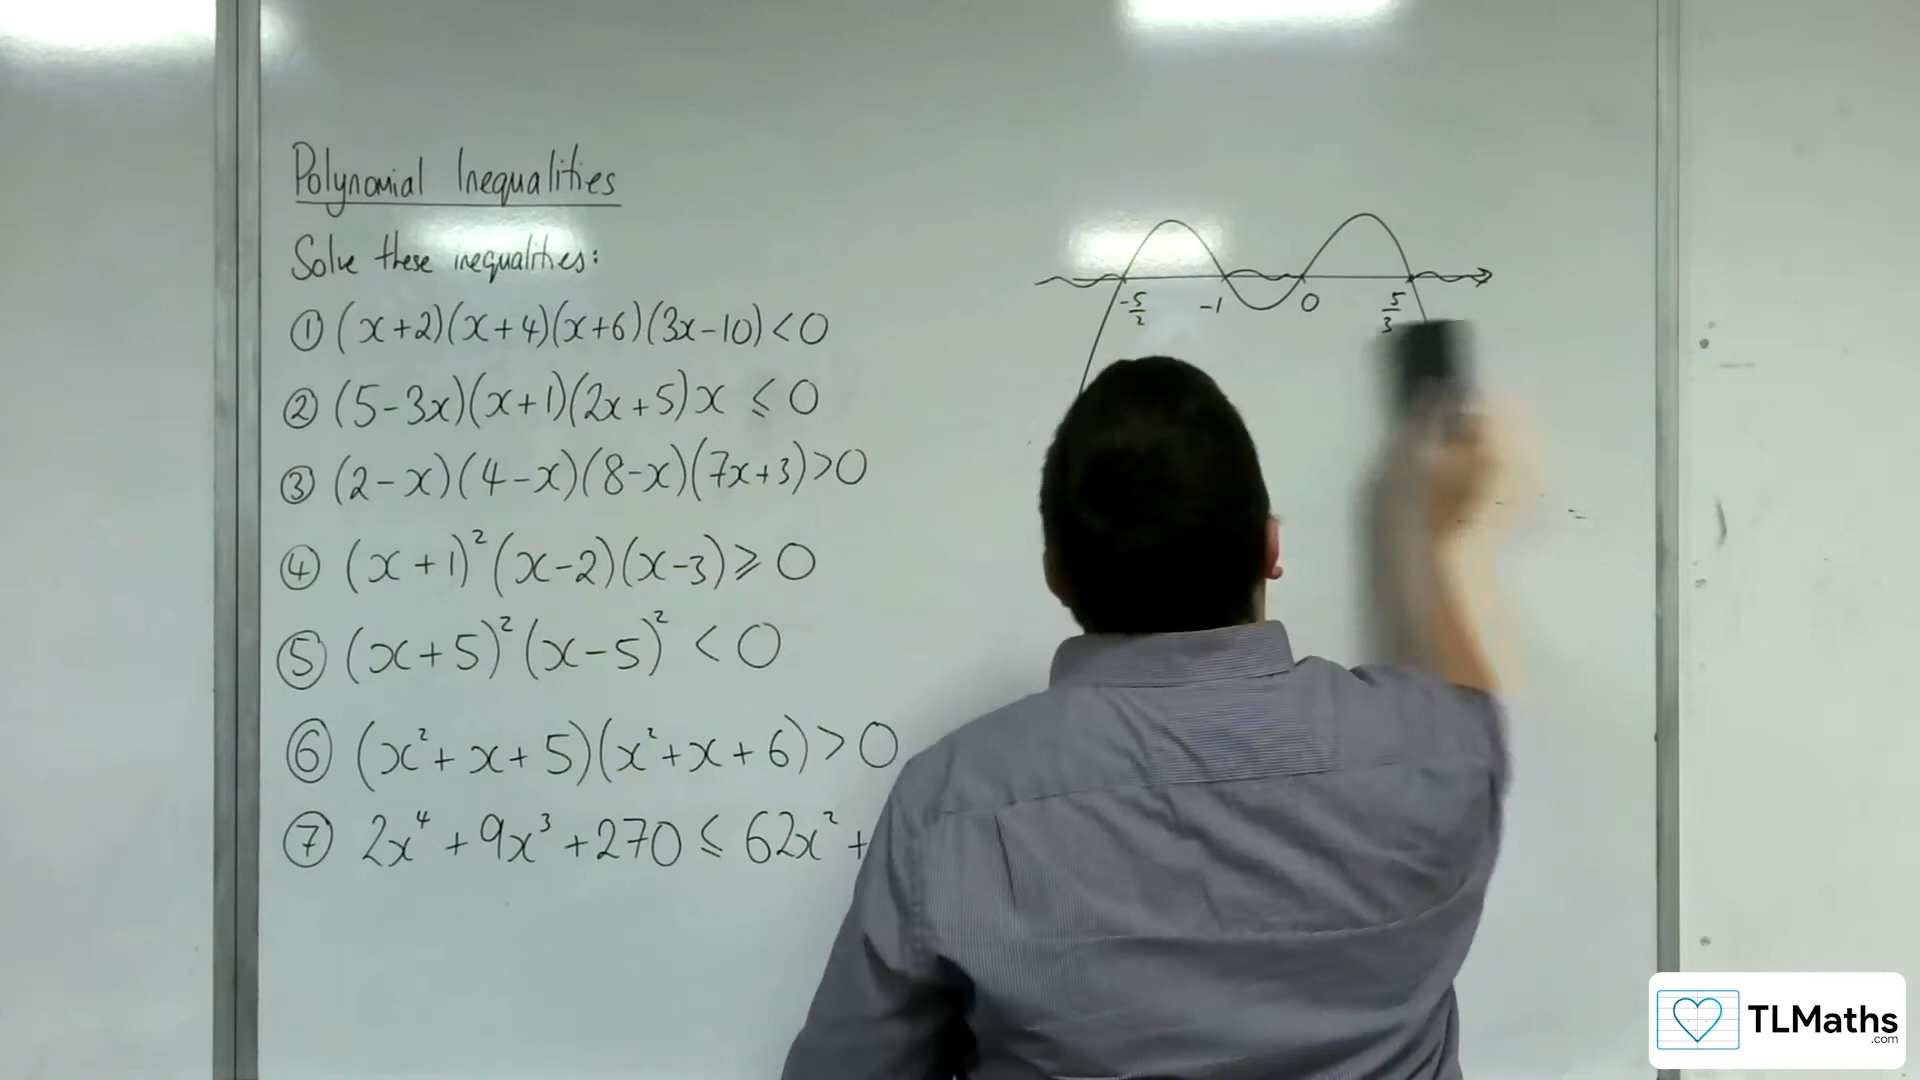 Polynomial Inequalities
Solve these inequalities:
① (x+2)(x+4)(x+6)(3x-10)<0
② (5-3x)(x+1)(2x+5)x ⩽ 0
③ (2-x)(4-x)(8-x)(7x+3)>0
④ (x+1)²(x-2)(x-3)⩾0
⑤ (x+5)²(x-5)² < 0
⑥ (x²+x+5)(x²+x+6)>0
⑦ 2x⁴+9x³+270 ⩽ 62x²+
-5/2 -1 0 5/3
TLMaths
.com